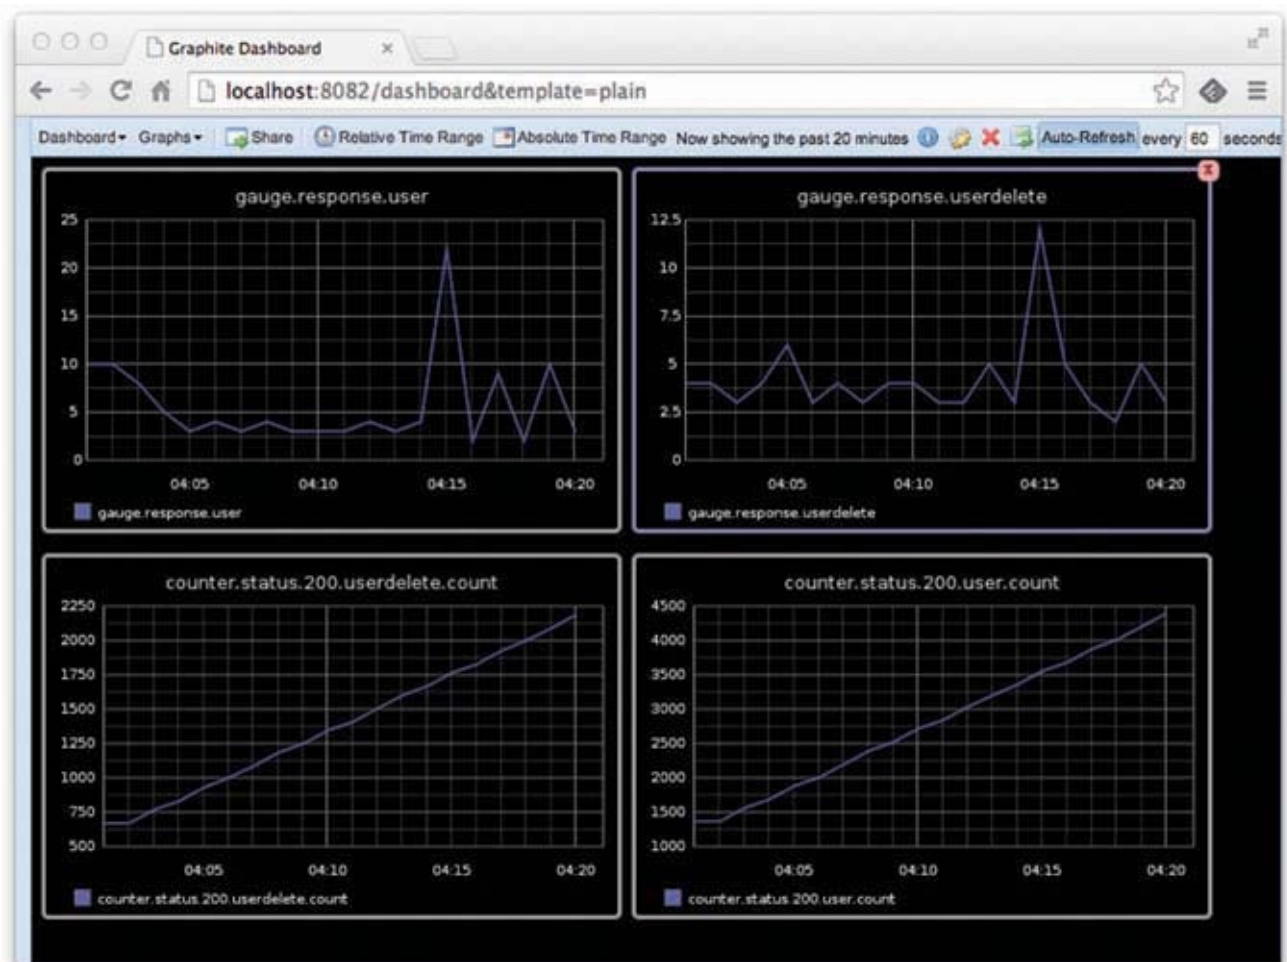 Graphite Dashboard
localhost:8082/dashboard&template=plain
Dashboard Graphs Share Relative Time Range Absolute Time Range Now showing the past 20 minutes Auto-Refresh every 60 seconds
gauge.response.user
25
20
15
10
5
0
04:05 04:10 04:15 04:20
gauge.response.user
gauge.response.userdelete
12.5
10
7.5
5
2.5
0
04:05 04:10 04:15 04:20
gauge.response.userdelete
counter.status.200.userdelete.count
2250
2000
1750
1500
1250
1000
750
500
04:05 04:10 04:15 04:20
counter.status.200.userdelete.count
counter.status.200.user.count
4500
4000
3500
3000
2500
2000
1500
1000
04:05 04:10 04:15 04:20
counter.status.200.user.count